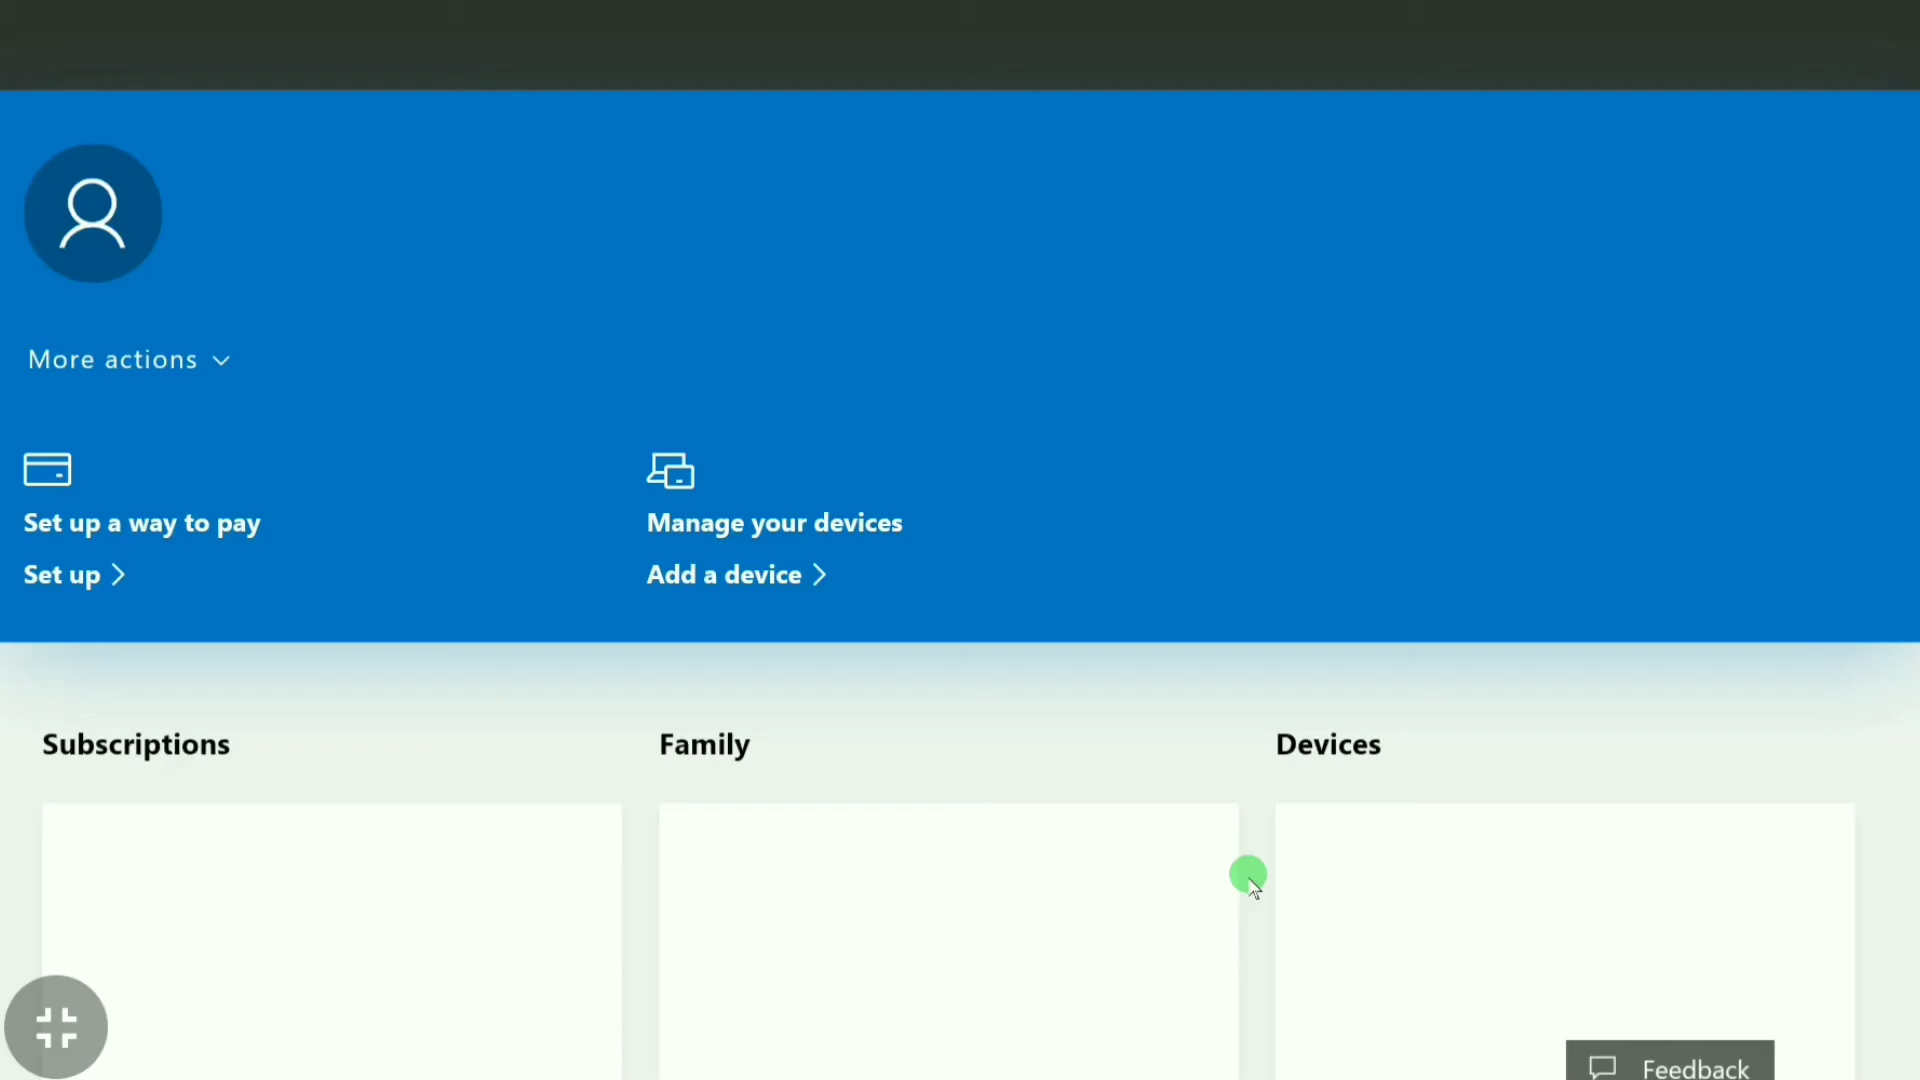 More actions
Set up a way to pay
Set up
Manage your devices
Add a device
Subscriptions
Family
Devices
Feedback